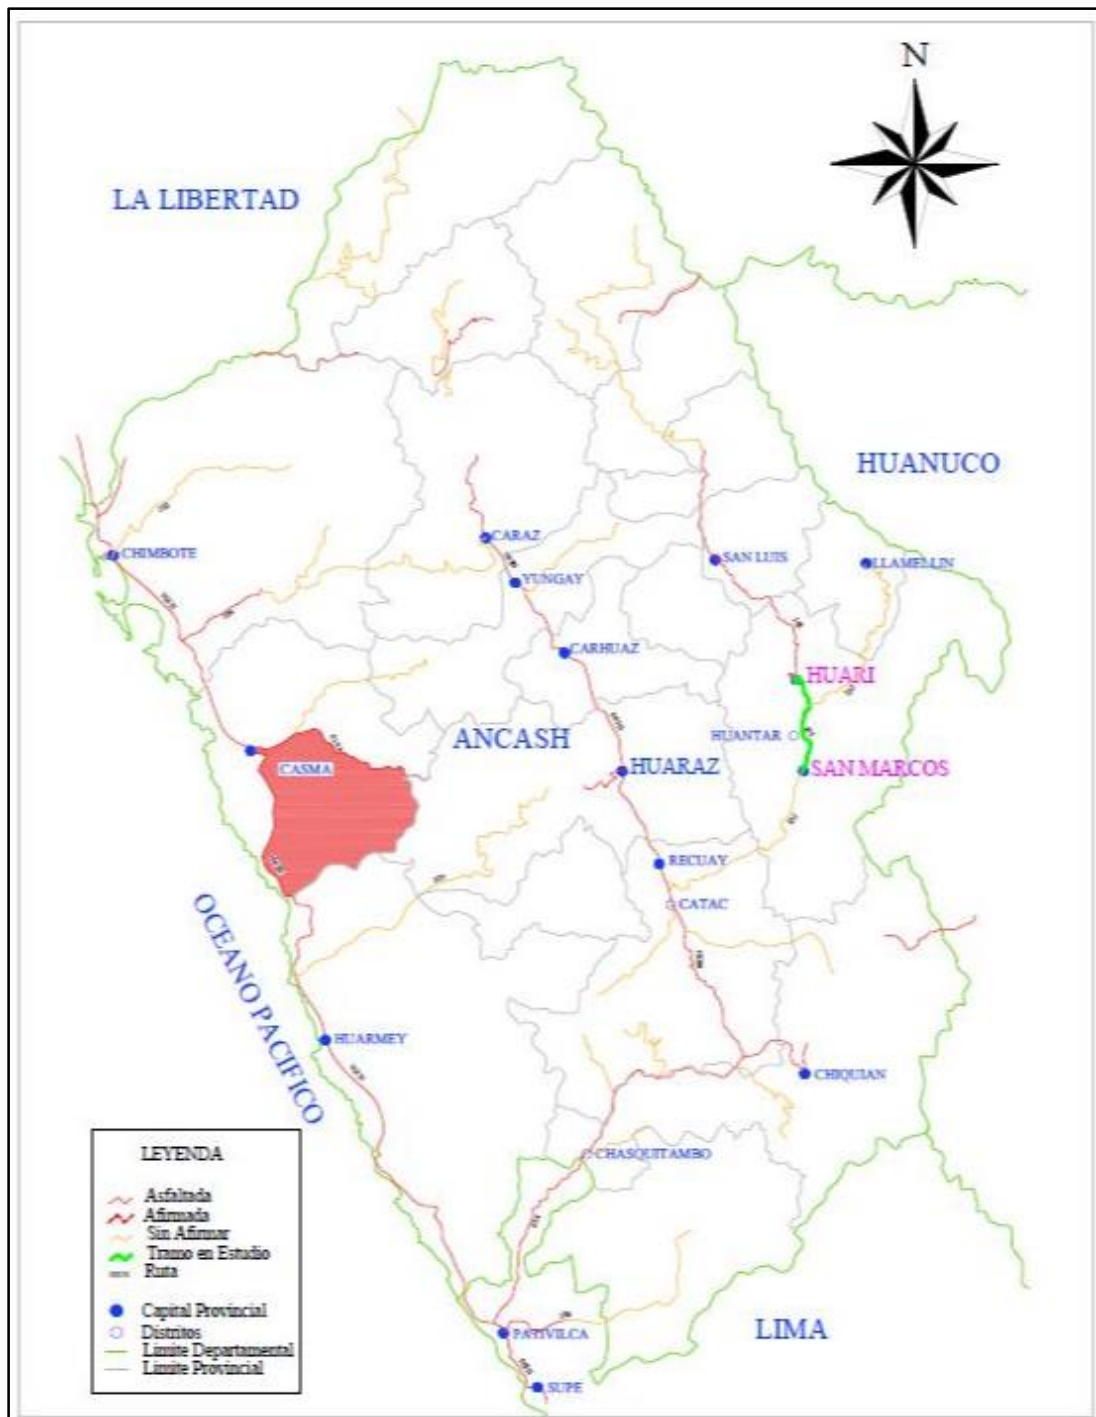 N
LA LIBERTAD
HUANUCO
CARAZ
CHIMBOTE
SAN LUIS
LLAMELLIN
YUNGAY
CARHUAZ
HUARI
ANCASH
HUANTAR
CASMA
HUARAZ
SAN MARCOS
RECUAY
CATAC
OCEANO PACIFICO
HUARMEY
CHIQUIAN
CHASQUITAMBO
LIMA
PATIVILCA
SUPE
LEYENDA
Asfaltada
Afirmada
Sin Afirmar
Tramo en Estudio
Ruta
Capital Provincial
Distritos
Limite Departamental
Limite Provincial